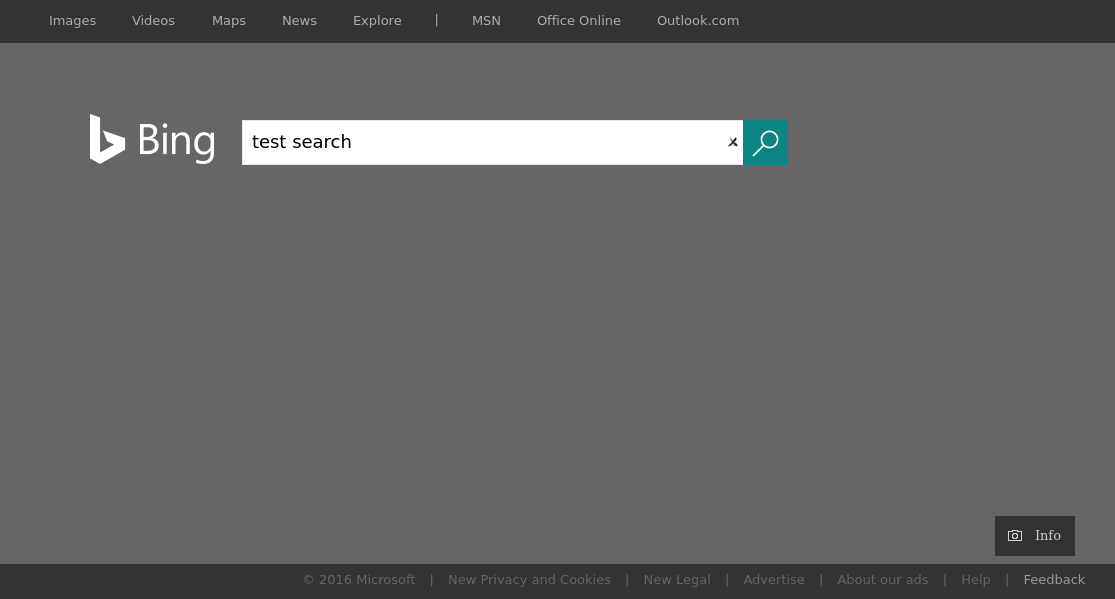 Images Videos Maps News Explore | MSN Office Online Outlook.com
Bing
test search
Info
© 2016 Microsoft | New Privacy and Cookies | New Legal | Advertise | About our ads | Help | Feedback